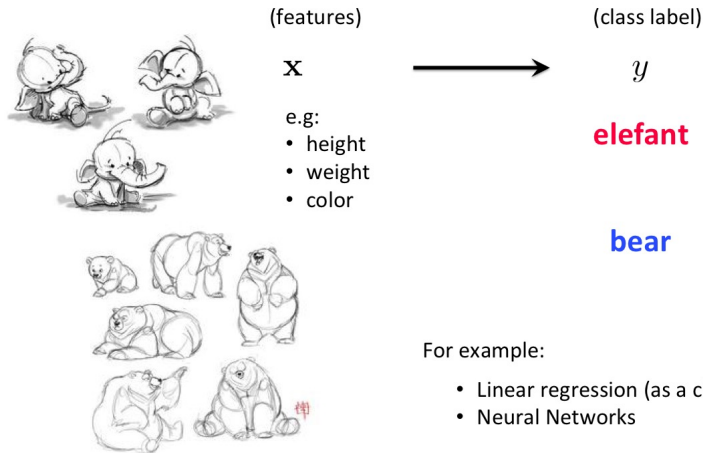 (features)
(class label)
x
y
e.g:
• height
• weight
• color
elefant
bear
For example:
• Linear regression (as a c
• Neural Networks